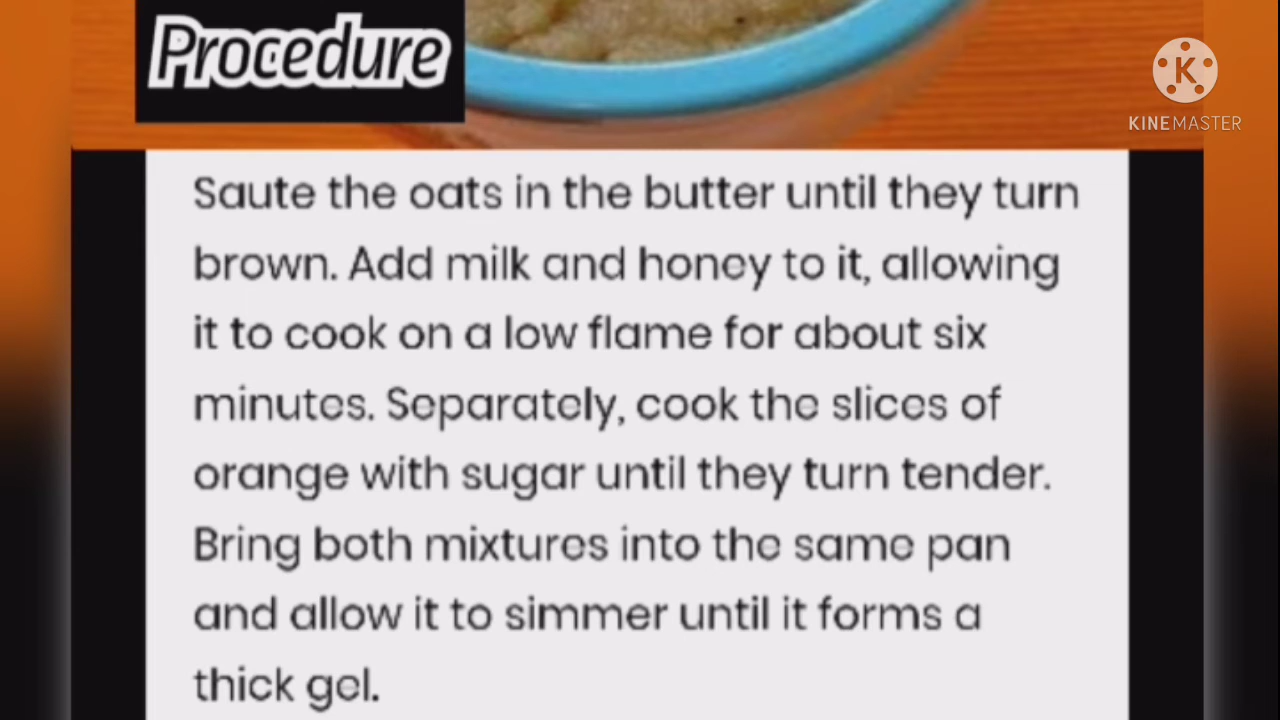 Procedure
K
KINEMASTER
Saute the oats in the butter until they turn
brown. Add milk and honey to it, allowing
it to cook on a low flame for about six
minutes. Separately, cook the slices of
orange with sugar until they turn tender.
Bring both mixtures into the same pan
and allow it to simmer until it forms a
thick gel.